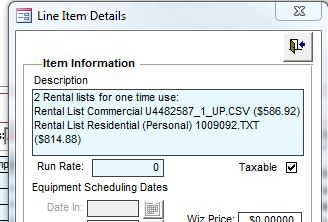 Line Item Details
Item Information
Description
2 Rental lists for one time use:
Rental List Commercial U4482587_1_UP.CSV ($586.92)
Rental List Residential (Personal) 1009092.TXT
($814.88)
Run Rate: 0 Taxable
Equipment Scheduling Dates
Date In:
Wiz Price: $0.00000